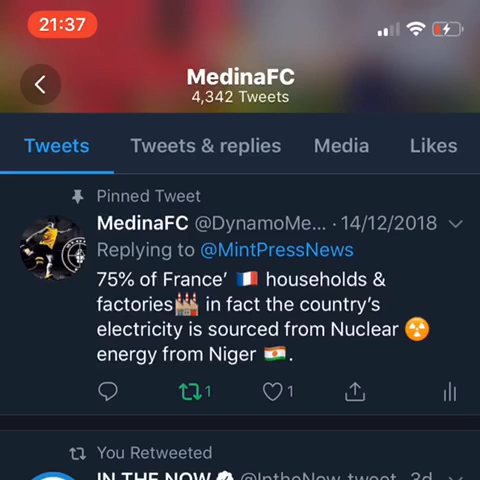 21:37
MedinaFC
4,342 Tweets
Tweets
Tweets & replies
Media
Likes
Pinned Tweet
MedinaFC @DynamoMe... · 14/12/2018
Replying to @MintPressNews
75% of France’ 🇫🇷 households &
factories🏭 in fact the country’s
electricity is sourced from Nuclear ☢️
energy from Niger 🇳🇪.
1
1
You Retweeted
IN THE NOW @IntheNow_tweet · 3d